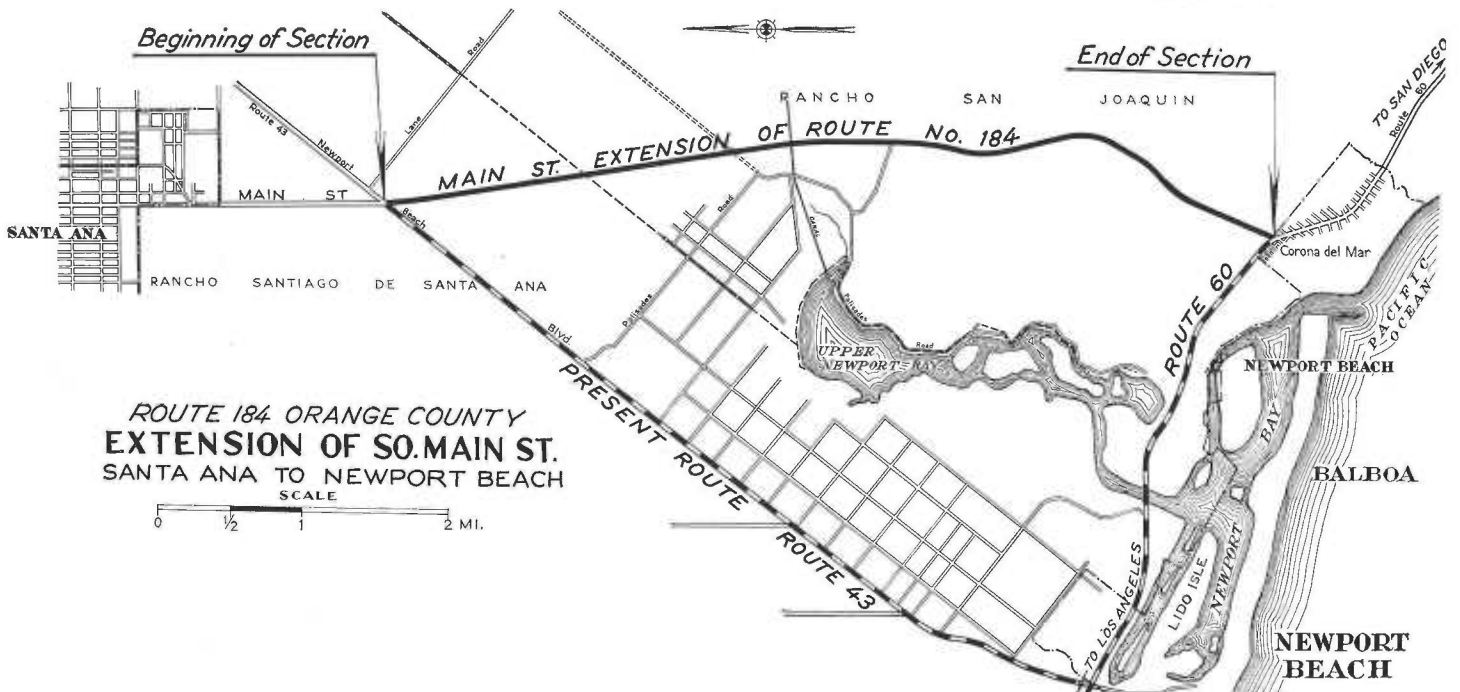 Beginning of Section
End of Section
RANCHO SAN JOAQUIN
TO SAN DIEGO
Route 60
Route 43
Newport
Lane Road
MAIN ST
MAIN ST. EXTENSION OF ROUTE No. 184
SANTA ANA
Beach
Blvd.
RANCHO SANTIAGO DE SANTA ANA
Palisades Road
Canal
Corona del Mar
ROUTE 60
PACIFIC OCEAN
Palisades Road
UPPER
NEWPORT BAY
NEWPORT BEACH
PRESENT ROUTE ROUTE 43
ROUTE 184 ORANGE COUNTY
EXTENSION OF SO. MAIN ST.
SANTA ANA TO NEWPORT BEACH
SCALE
0 ½ 1 2 MI.
BALBOA
NEWPORT BAY
LIDO ISLE
TO LOS ANGELES
NEWPORT
BEACH